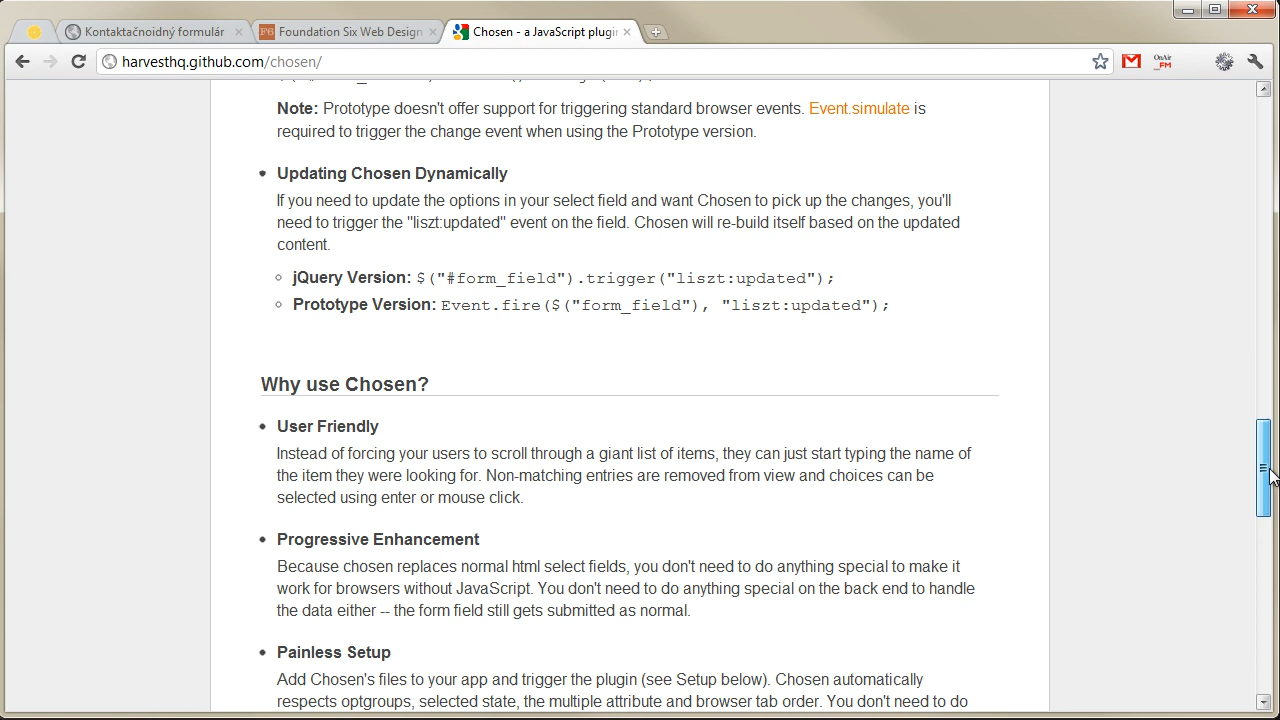 Kontaktačnoidný formulár
Foundation Six Web Design
Chosen - a JavaScript plugin
harvesthq.github.com/chosen/
OnAir
_FM
Note: Prototype doesn't offer support for triggering standard browser events. Event.simulate is
required to trigger the change event when using the Prototype version.
Updating Chosen Dynamically
If you need to update the options in your select field and want Chosen to pick up the changes, you'll
need to trigger the "liszt:updated" event on the field. Chosen will re-build itself based on the updated
content.
jQuery Version: $("#form_field").trigger("liszt:updated");
Prototype Version: Event.fire($("form_field"), "liszt:updated");
Why use Chosen?
User Friendly
Instead of forcing your users to scroll through a giant list of items, they can just start typing the name of
the item they were looking for. Non-matching entries are removed from view and choices can be
selected using enter or mouse click.
Progressive Enhancement
Because chosen replaces normal html select fields, you don't need to do anything special to make it
work for browsers without JavaScript. You don't need to do anything special on the back end to handle
the data either -- the form field still gets submitted as normal.
Painless Setup
Add Chosen's files to your app and trigger the plugin (see Setup below). Chosen automatically
respects optgroups, selected state, the multiple attribute and browser tab order. You don't need to do